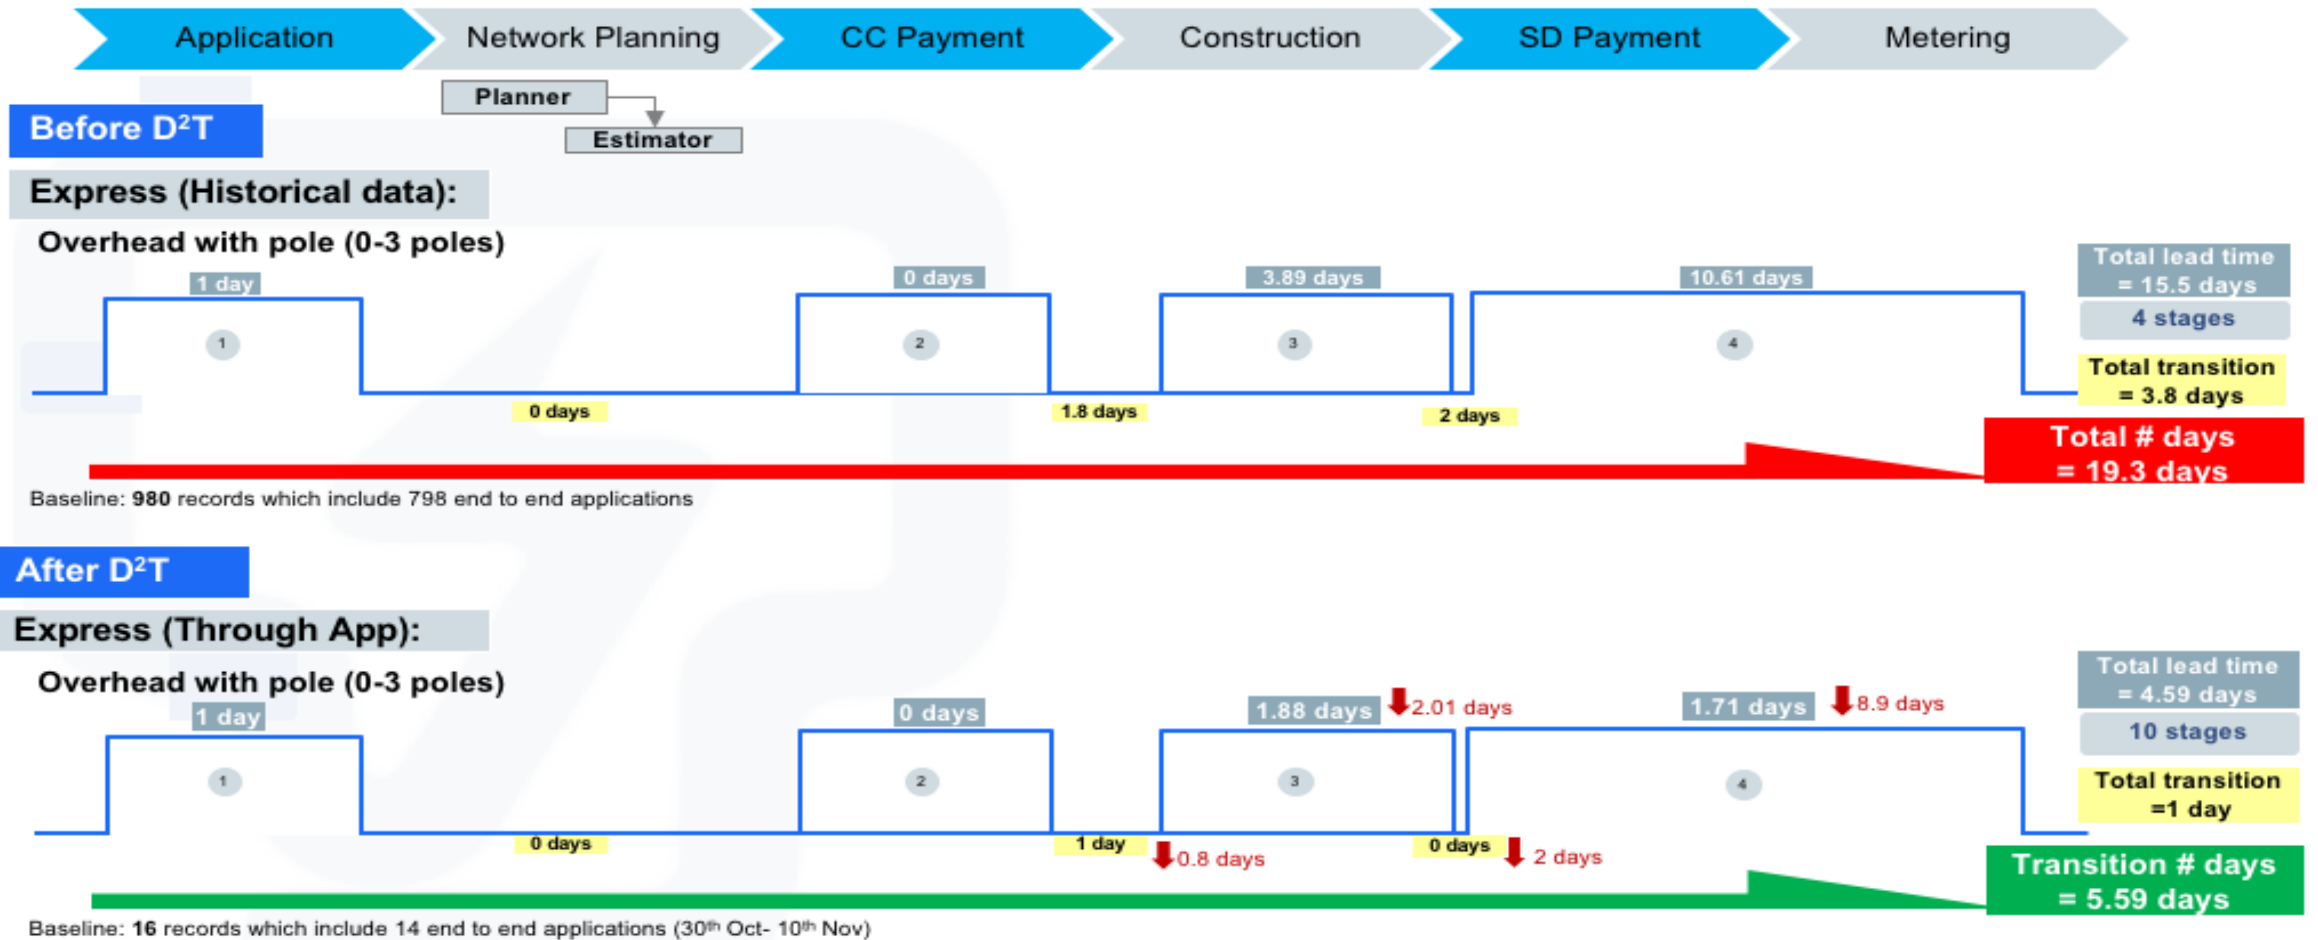 Application
Network Planning
CC Payment
Construction
SD Payment
Metering
Planner
Estimator
Before D²T
Express (Historical data):
Overhead with pole (0-3 poles)
1 day
0 days
3.89 days
10.61 days
Total lead time
= 15.5 days
4 stages
1
2
3
4
Total transition
= 3.8 days
0 days
1.8 days
2 days
Total # days
= 19.3 days
Baseline: 980 records which include 798 end to end applications
After D²T
Express (Through App):
Overhead with pole (0-3 poles)
1 day
0 days
1.88 days
2.01 days
1.71 days
8.9 days
Total lead time
= 4.59 days
10 stages
1
2
3
4
Total transition
=1 day
0 days
1 day
0.8 days
0 days
2 days
Transition # days
= 5.59 days
Baseline: 16 records which include 14 end to end applications (30th Oct- 10th Nov)